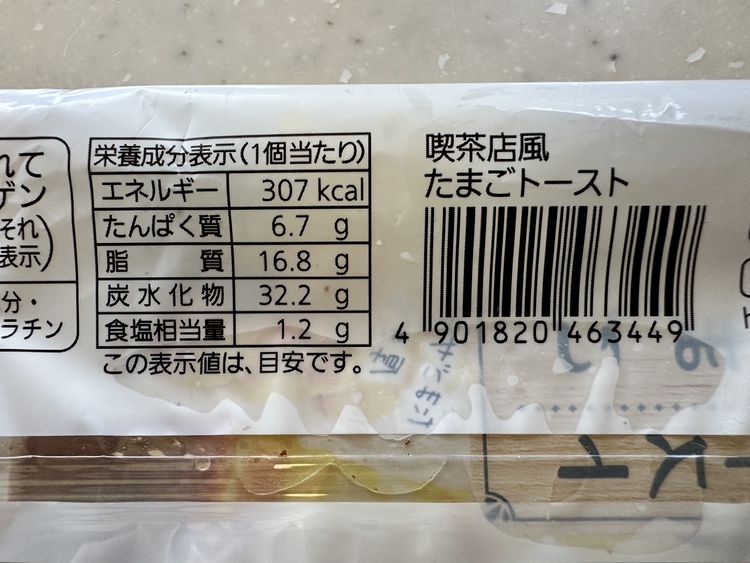 れて
ゲン
それ
表示)
分・
ラチン
栄養成分表示(1個当たり)
エネルギー 307 kcal
たんぱく質 6.7 g
脂質 16.8 g
炭水化物 32.2 g
食塩相当量 1.2 g
この表示値は、目安です。
喫茶店風
たまごトースト
4 901820 463449